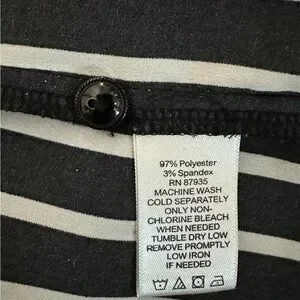 97% Polyester
3% Spandex
RN 87935
MACHINE WASH
COLD SEPARATELY
ONLY NON-
CHLORINE BLEACH
WHEN NEEDED
TUMBLE DRY LOW
REMOVE PROMPTLY
LOW IRON
IF NEEDED